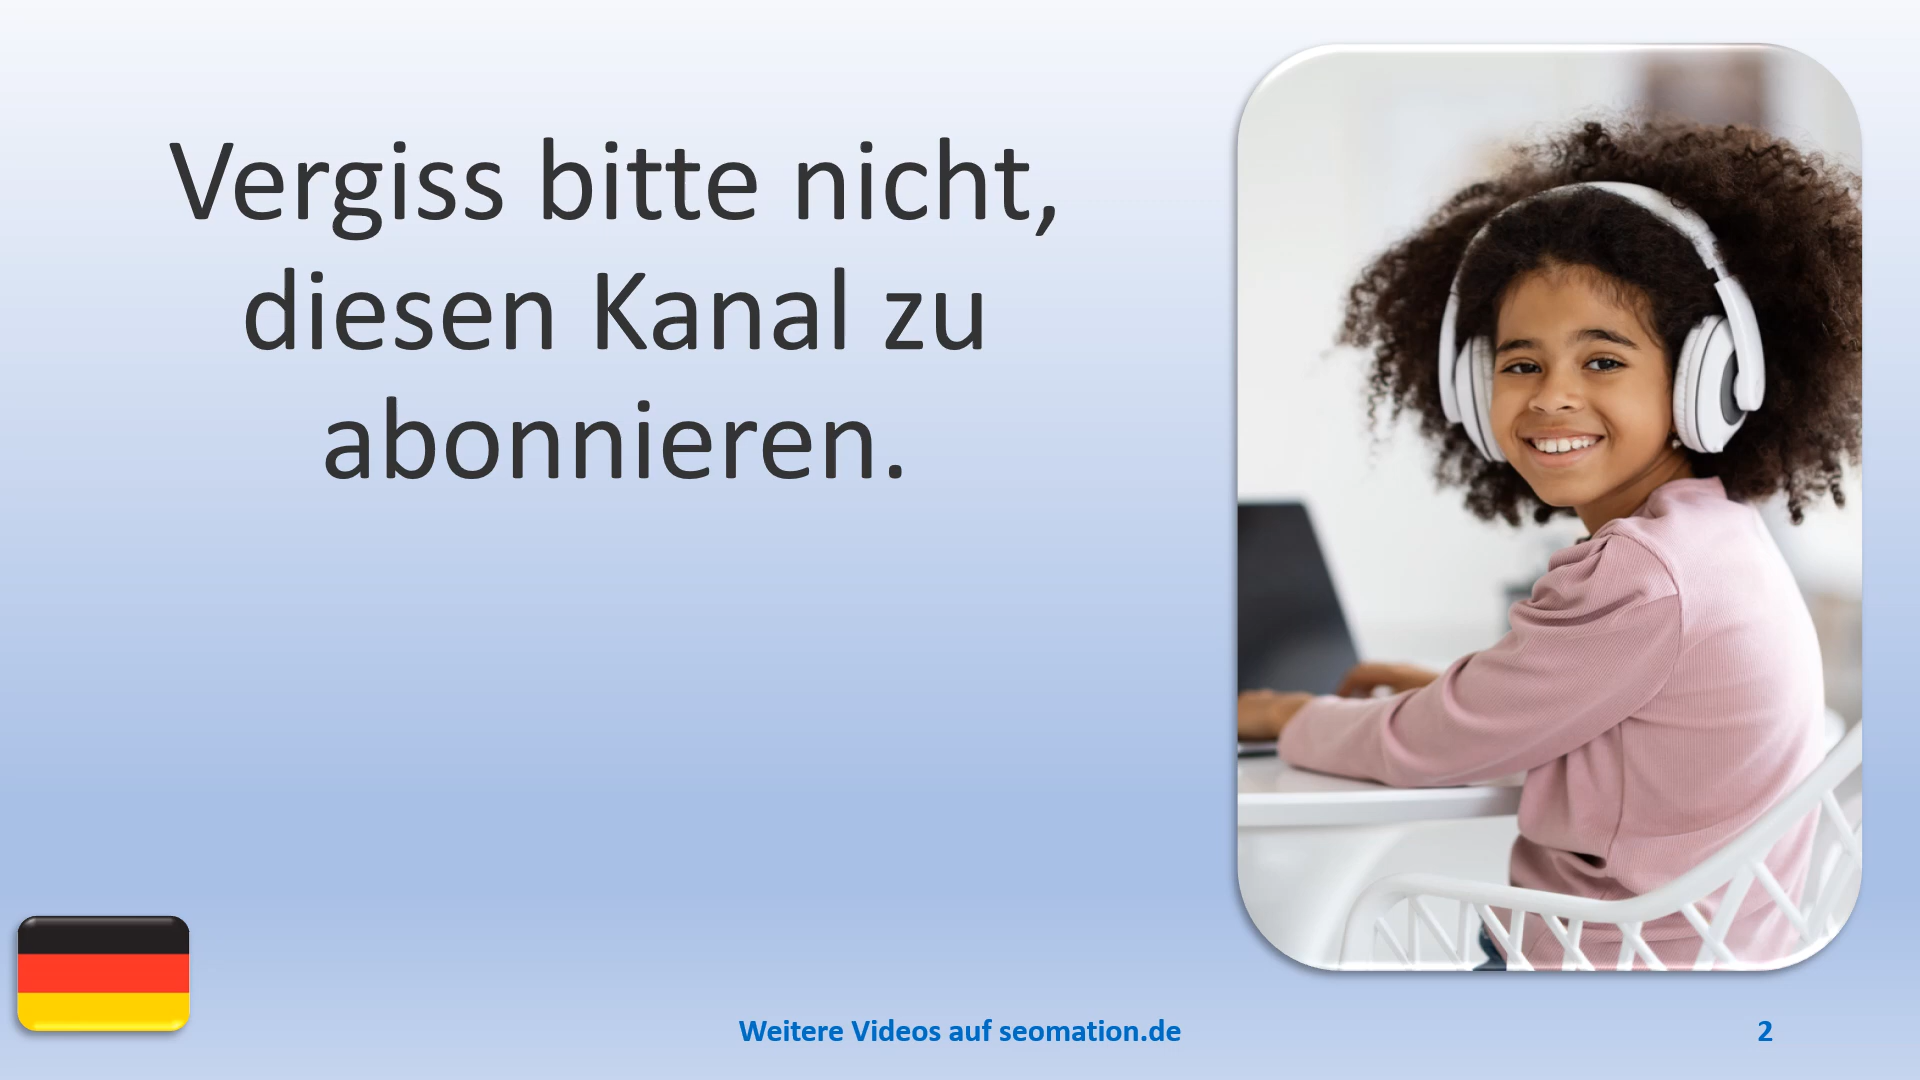 Vergiss bitte nicht,
diesen Kanal zu
abonnieren.
Weitere Videos auf seomation.de
2